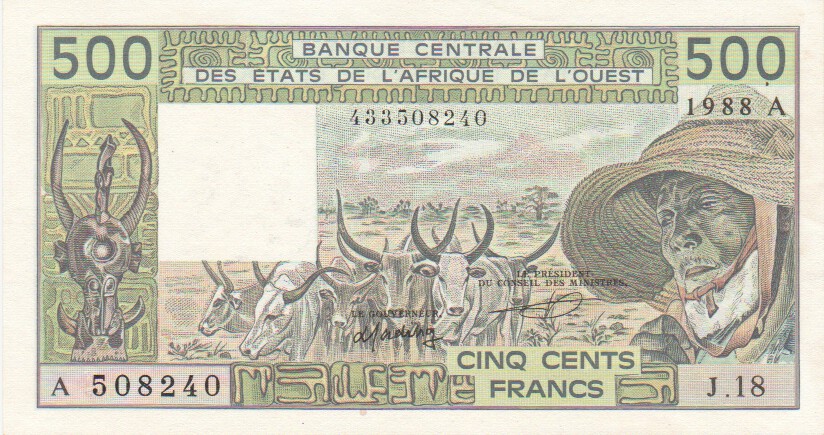 500
BANQUE CENTRALE
DES ÉTATS DE L'AFRIQUE DE L'OUEST
500
1988 A
433508240
LE PRÉSIDENT
DU CONSEIL DES MINISTRES,
LE GOUVERNEUR,
CINQ CENTS
FRANCS
A 508240
J.18